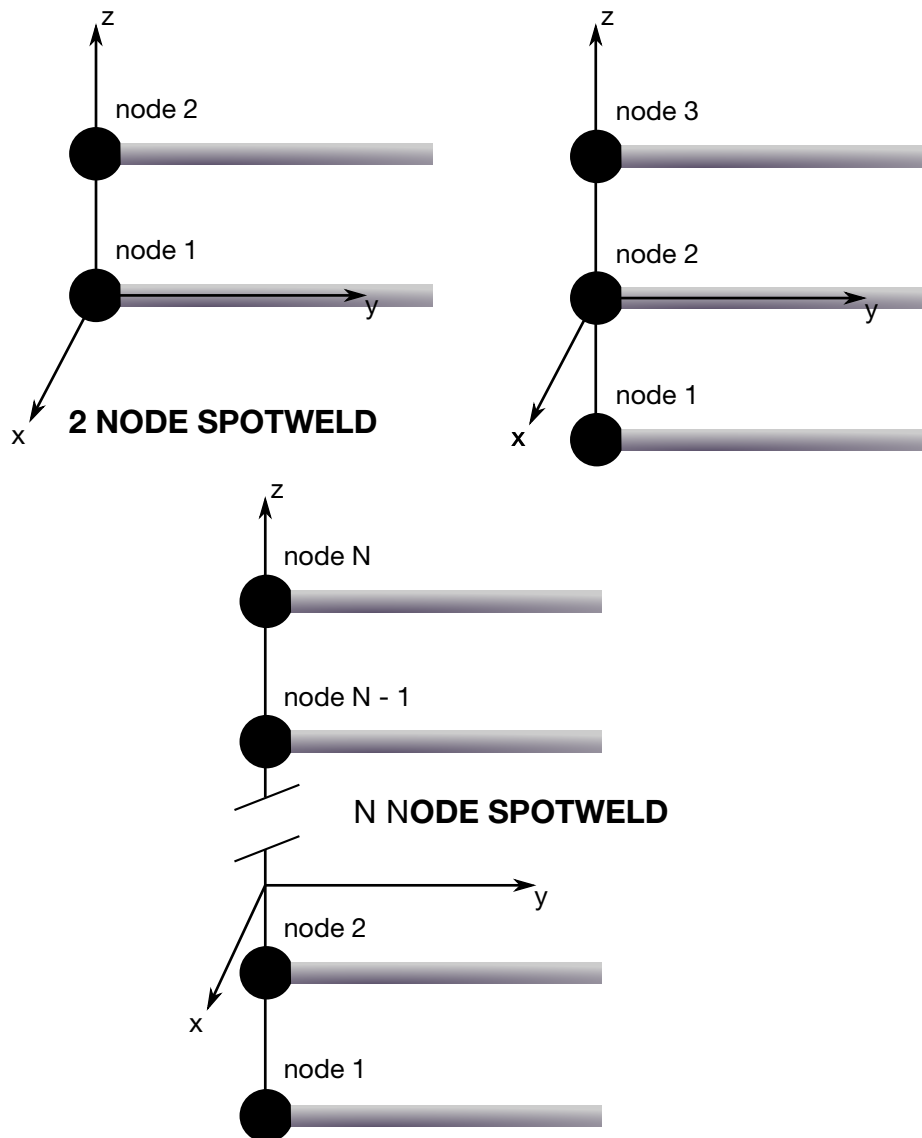 z
node 2
node 1
y
x
2 NODE SPOTWELD
z
node 3
node 2
y
node 1
x
z
node N
node N - 1
N NODE SPOTWELD
y
node 2
x
node 1